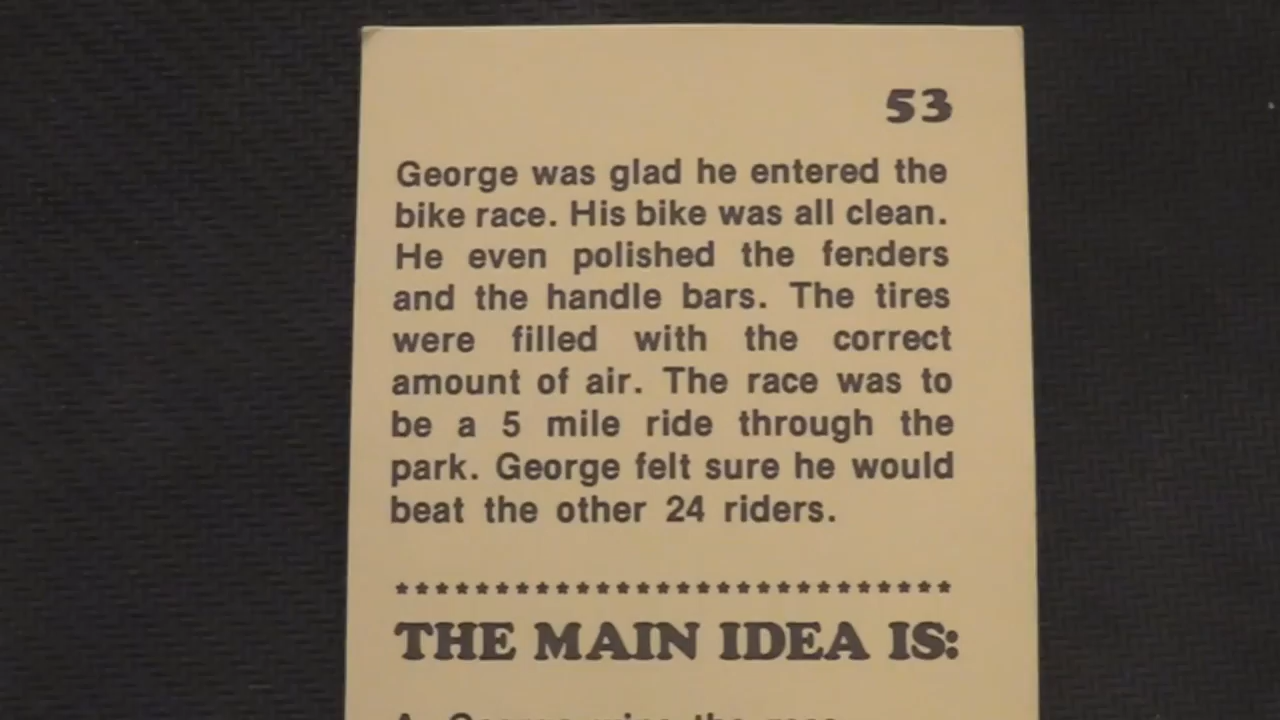 53
George was glad he entered the
bike race. His bike was all clean.
He even polished the fenders
and the handle bars. The tires
were filled with the correct
amount of air. The race was to
be a 5 mile ride through the
park. George felt sure he would
beat the other 24 riders.
****************************
THE MAIN IDEA IS: